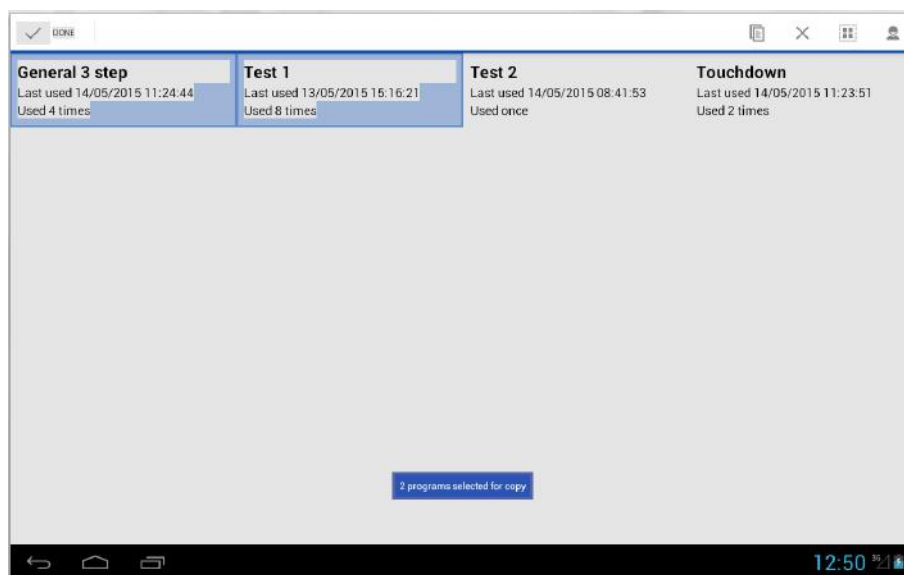 DONE
General 3 step
Last used 14/05/2015 11:24:44
Used 4 times
Test 1
Last used 13/05/2015 15:16:21
Used 8 times
Test 2
Last used 14/05/2015 08:41:53
Used once
Touchdown
Last used 14/05/2015 11:23:51
Used 2 times
2 programs selected for copy
12:50
3G